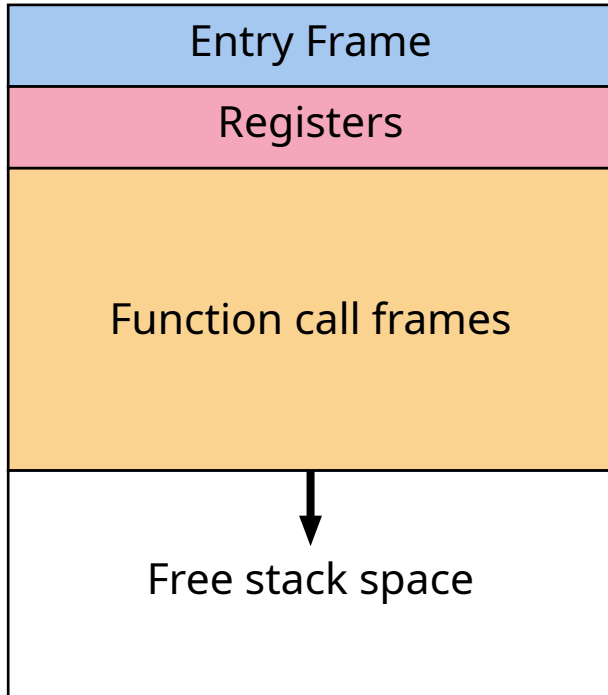 Entry Frame
Registers
Function call frames
Free stack space